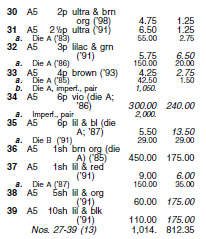 30 A5 2p ultra & brn
org ('98) 4.75 1.25
31 A5 2½p ultra ('91) 6.50 1.25
a. Die A ('83) 55.00 2.75
32 A5 3p lilac & grn
('91) 5.75 6.50
a. Die A ('86) 150.00 20.00
33 A5 4p brown ('93) 4.25 2.75
a. Die A ('85) 42.50 1.50
b. Die A, imperf., pair 1,050.
34 A5 6p vio (die A;
'86) 300.00 240.00
a. Imperf., pair 2,000.
35 A5 6p lil & bl (die
A; '87) 5.50 13.50
a. Die B ('91) 29.00 29.00
36 A5 1sh brn org (die
A) ('85) 450.00 175.00
37 A5 1sh lil & red
('91) 9.00 6.00
a. Die A ('87) 150.00 35.00
38 A5 5sh lil & org
('91) 60.00 175.00
39 A5 10sh lil & blk
('91) 110.00 175.00
Nos. 27-39 (13) 1,014. 812.35